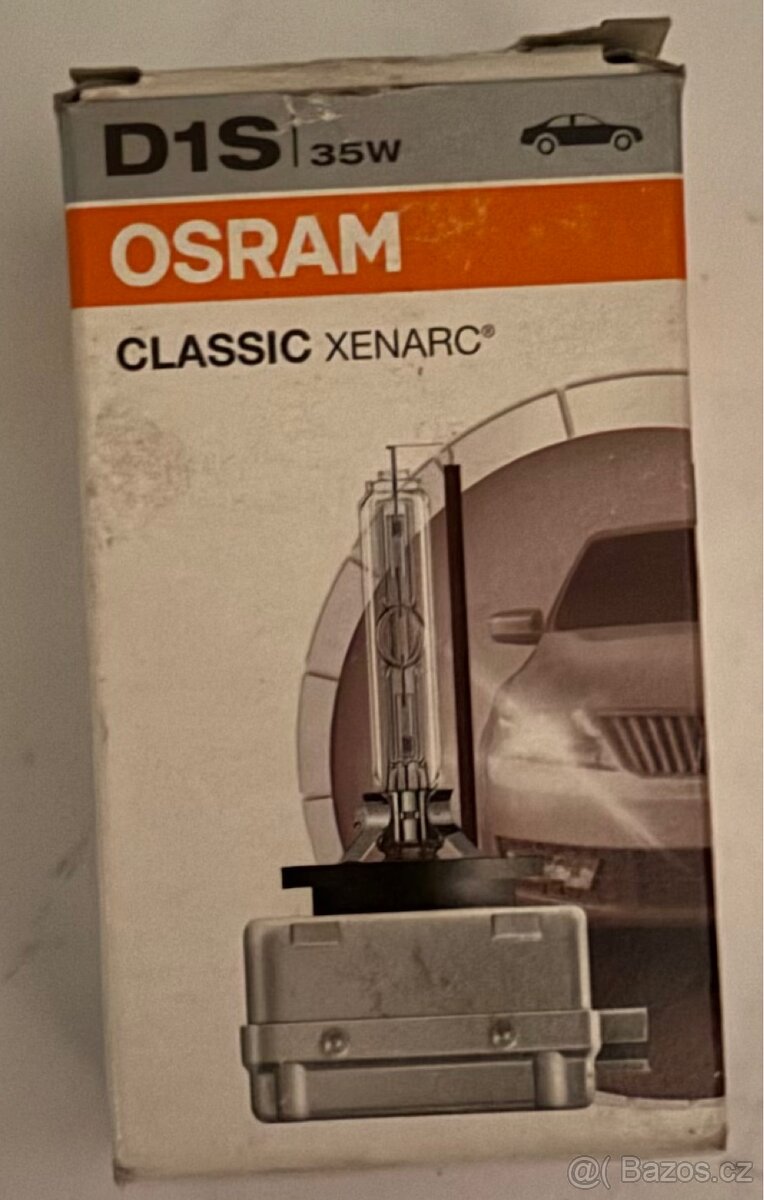 D1S 35W
OSRAM
CLASSIC XENARC®
@( Bazos.cz